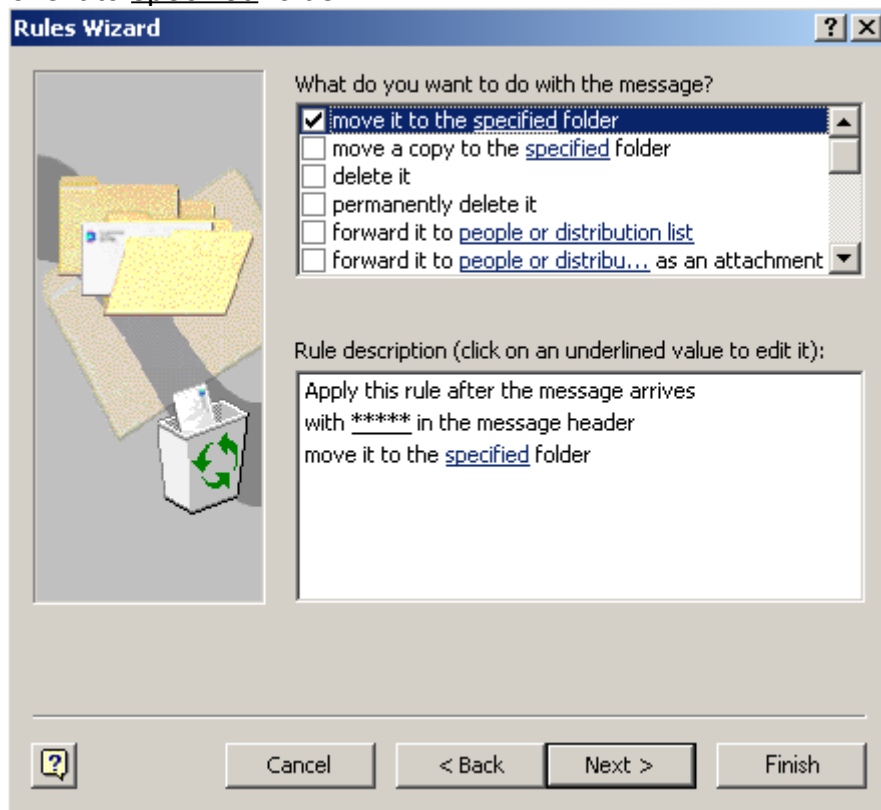 Rules Wizard
What do you want to do with the message?
move it to the specified folder
move a copy to the specified folder
delete it
permanently delete it
forward it to people or distribution list
forward it to people or distribu... as an attachment
Rule description (click on an underlined value to edit it):
Apply this rule after the message arrives
with ***** in the message header
move it to the specified folder
Cancel
< Back
Next >
Finish